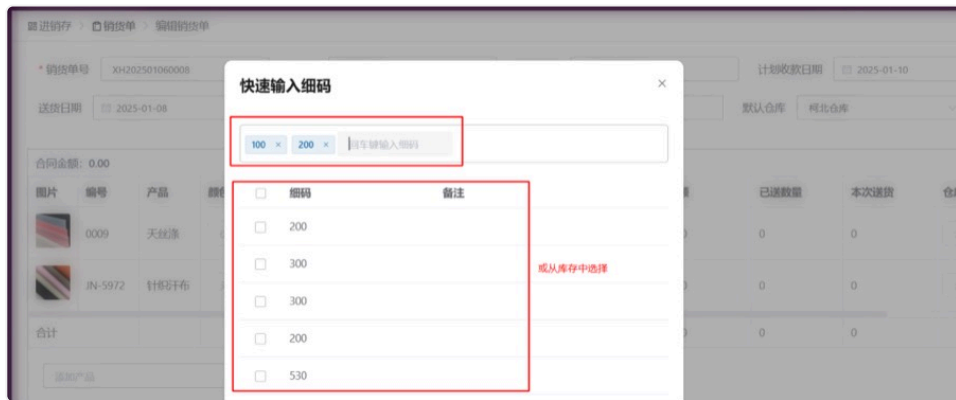 进销存 > 销货单 > 编辑销货单
* 销货单号 XH202501060008 计划收款日期 2025-01-10
快速输入细码 ×
送货日期 2025-01-08 默认仓库 柯北仓库
100 × 200 × 回车键输入细码
合同金额: 0.00
图片 编号 产品 细码 备注 已送数量 本次送货
200
0009 天丝涤 0 0
300 或从库存中选择
JN-5972 针织汗布 300 0 0
合计 200 0 0
添加产品 530